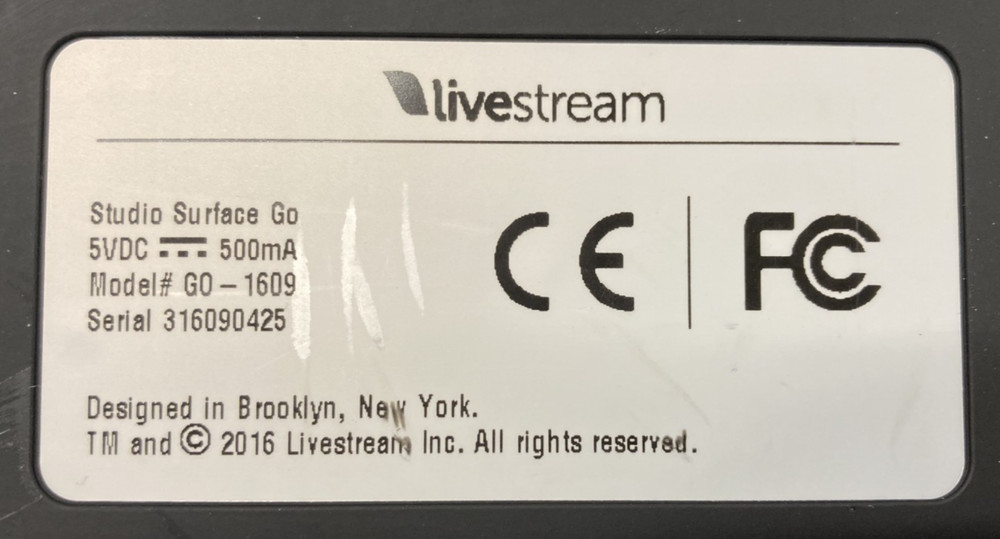 livestream
Studio Surface Go
5VDC 500mA
Model# GO – 1609
Serial 316090425
CE
FC
Designed in Brooklyn, New York.
TM and © 2016 Livestream Inc. All rights reserved.